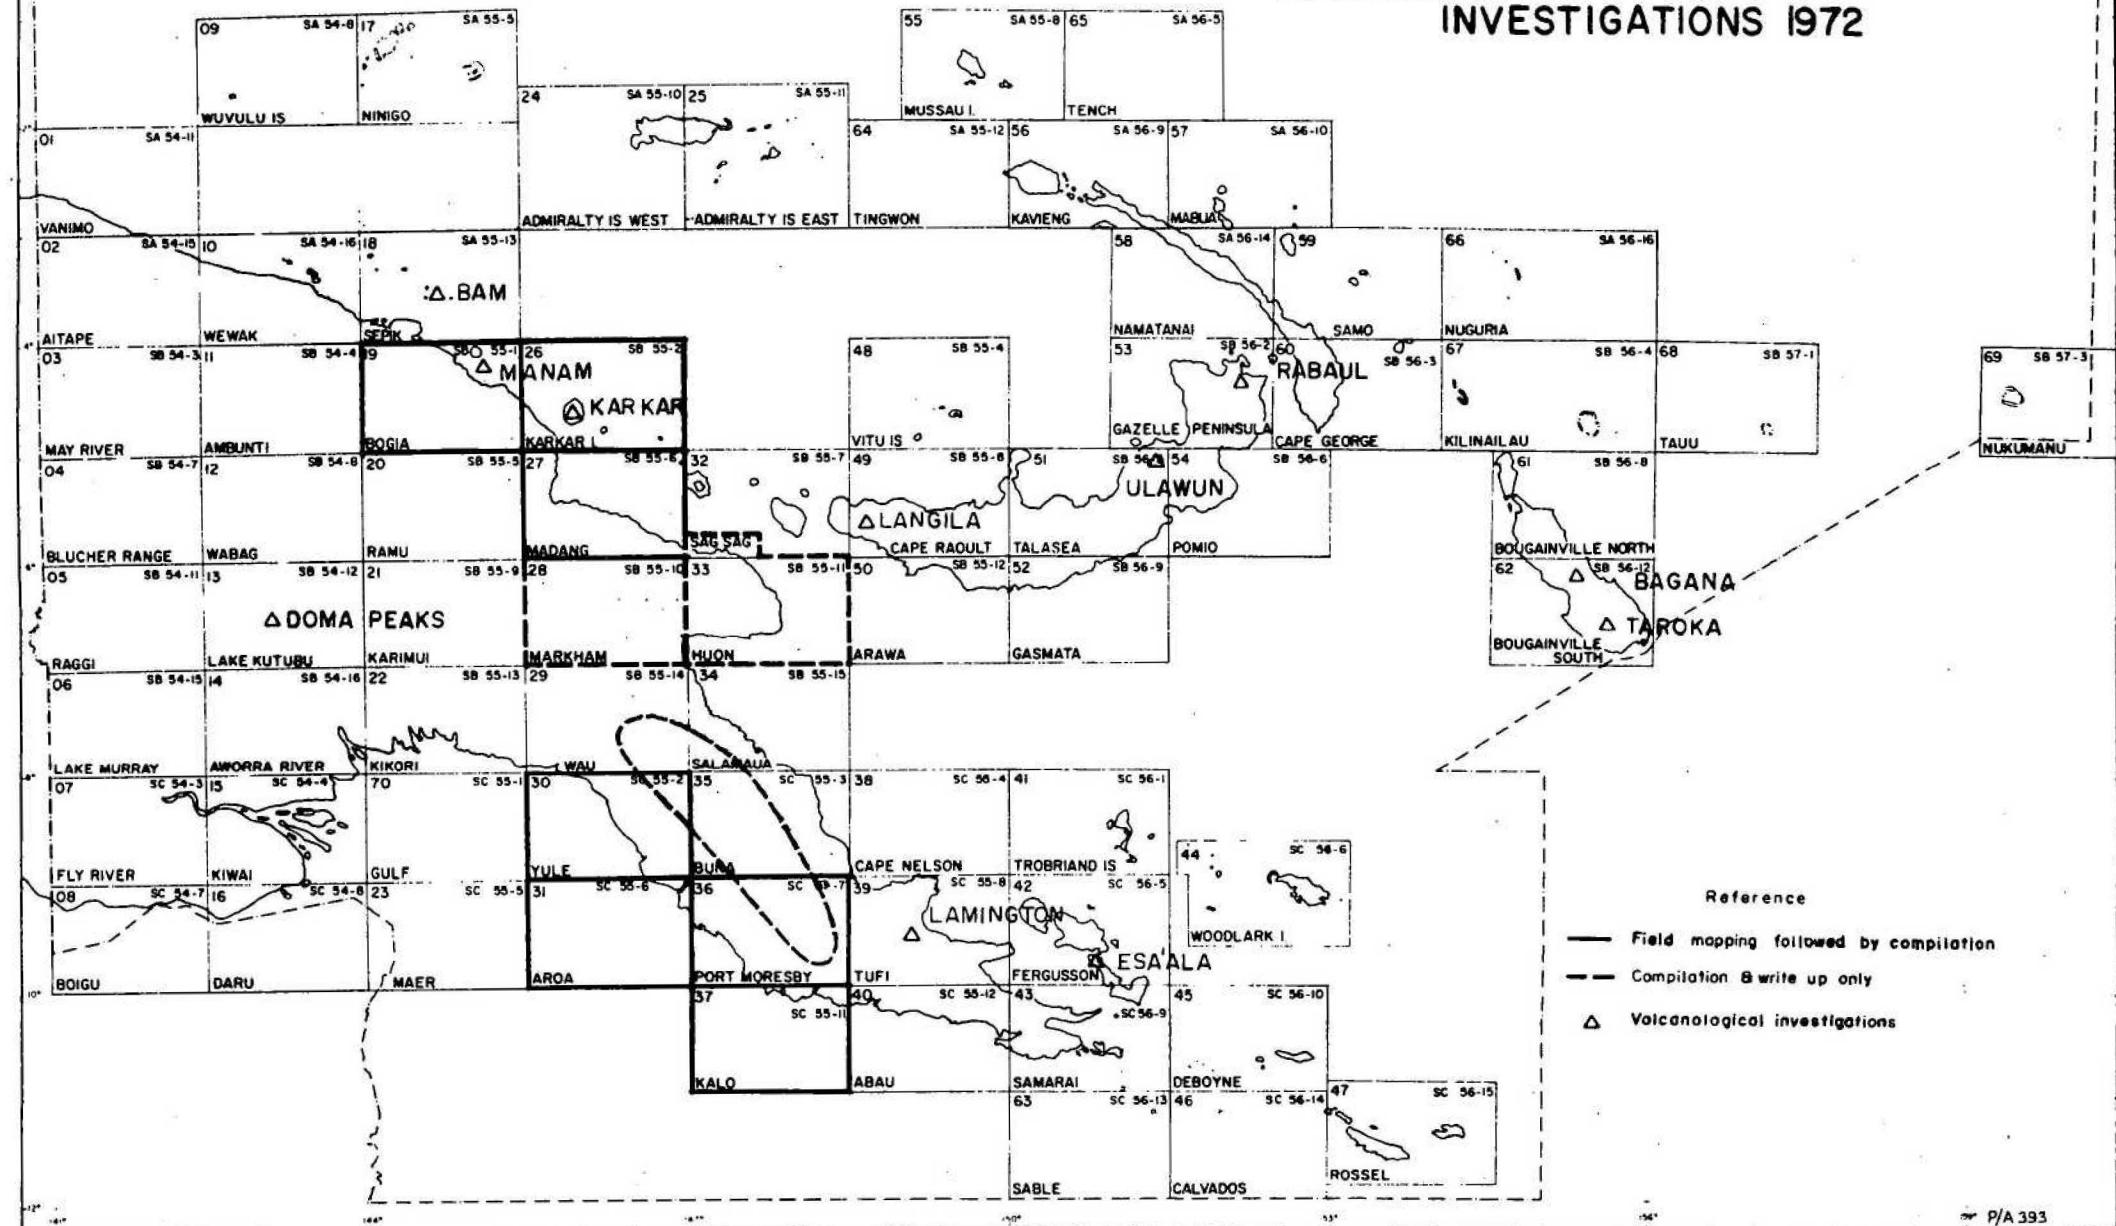 INVESTIGATIONS 1972
09 SA 54-8
17 SA 55-5
55 SA 55-8
65 SA 56-5
WUVULU IS
NINIGO
MUSSAU I.
TENCH
24 SA 55-10
25 SA 55-11
01 SA 54-11
64 SA 55-12
56 SA 56-9
57 SA 56-10
VANIMO
ADMIRALTY IS WEST
ADMIRALTY IS EAST
TINGWON
KAVIENG
MABUA
02 SA 54-15
10 SA 54-16
18 SA 55-13
58 SA 56-14
59
66 SA 56-16
BAM
AITAPE
WEWAK
SEPIK
NAMATANAI
SAMO
NUGURIA
03 SB 54-3
11 SB 54-4
19 SB 55-1
26 SB 55-2
48 SB 55-4
53 SB 56-2
60 SB 56-3
67 SB 56-4
68 SB 57-1
69 SB 57-3
MANAM
RABAUL
KARKAR
MAY RIVER
AMBUNTI
BOGIA
KARKAR I.
VITU IS
GAZELLE PENINSULA
CAPE GEORGE
KILINAILAU
TAUU
NUKUMANU
04 SB 54-7
12 SB 54-8
20 SB 55-5
27 SB 55-6
32 SB 55-7
49 SB 55-8
51
54 SB 56-6
61 SB 56-8
ULAWUN
LANGILA
BLUCHER RANGE
WABAG
RAMU
MADANG
SAG SAG
CAPE RAOULT
TALASEA
POMIO
BOUGAINVILLE NORTH
05 SB 54-11
13 SB 54-12
21 SB 55-9
28 SB 55-10
33 SB 55-11
50 SB 55-12
52 SB 56-9
62 SB 56-12
BAGANA
DOMA PEAKS
TAROKA
RAGGI
LAKE KUTUBU
KARIMUI
MARKHAM
HUON
ARAWA
GASMATA
BOUGAINVILLE
SOUTH
06 SB 54-15
14 SB 54-16
22 SB 55-13
29 SB 55-14
34 SB 55-15
LAKE MURRAY
AWORRA RIVER
KIKORI
WAU
SALAMAUA
07 SC 54-3
15 SC 54-4
70 SC 55-1
30 SC 55-2
35 SC 55-3
38 SC 56-4
41 SC 56-1
44 SC 56-6
FLY RIVER
KIWAI
GULF
YULE
BUNA
CAPE NELSON
TROBRIAND IS
08 SC 54-7
16 SC 54-8
23 SC 55-5
31 SC 55-6
36
39 SC 55-8
42 SC 56-5
LAMINGTON
WOODLARK I.
ESA'ALA
BOIGU
DARU
MAER
AROA
PORT MORESBY
TUFI
FERGUSSON
37 SC 55-11
40 SC 55-12
43 SC 56-9
45 SC 56-10
KALO
ABAU
SAMARAI
DEBOYNE
63 SC 56-13
46 SC 56-14
47 SC 56-15
ROSSEL
SABLE
CALVADOS
Reference
Field mapping followed by compilation
Compilation & write up only
Volcanological investigations
10°
12°
P/A 393